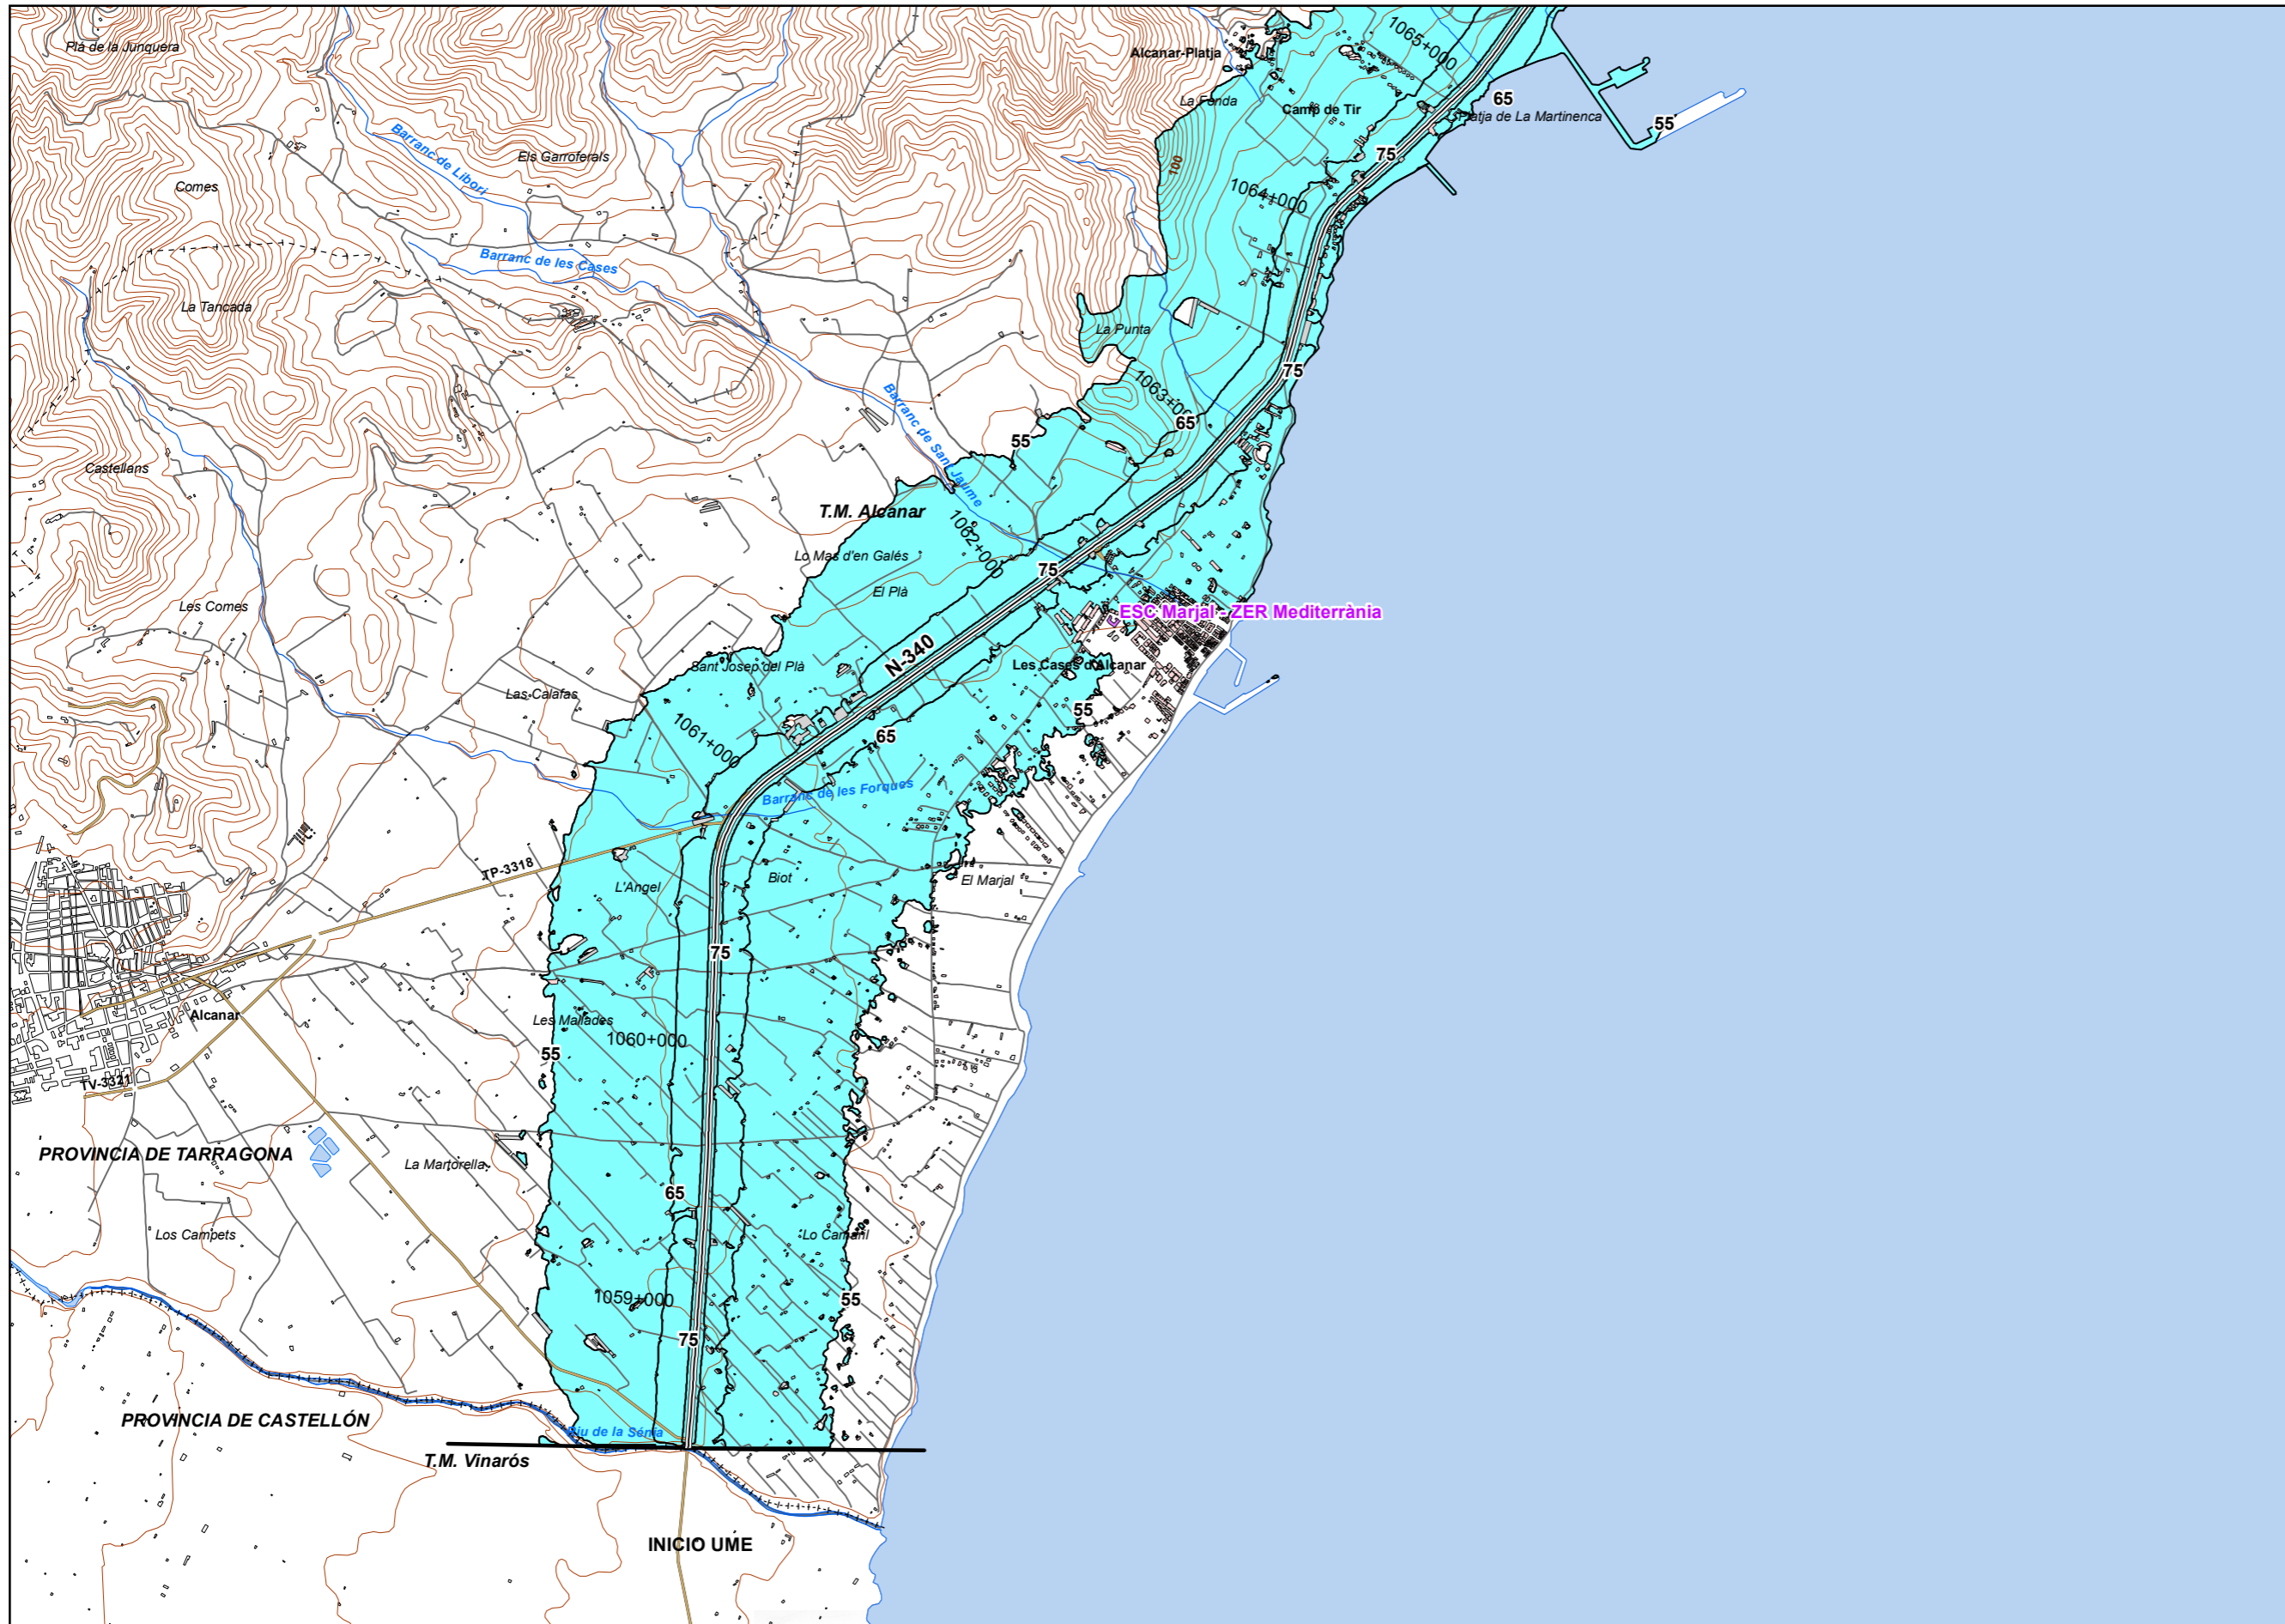 Plà de la Junquera
Alcanar-Platja
1065+000
La Fonda
Camp de Tir
65
Platja de La Martinenca
55
Barranc de Libori
Els Garroferals
75
100
Comes
1064+000
Barranc de les Cases
La Tancada
La Punta
75
1063+00
65
Barranc de Sant Jaume
55
Castellans
T.M. Alcanar
1062+000
Lo Mas d'en Galés
75
El Plà
Les Comes
ESC Marjal - ZER Mediterrània
N-340
Sant Josep del Plà
Les Cases d'Alcanar
Las Calafas
55
1061+000
65
Barranc de les Forques
TP-3318
L'Angel
Biot
El Marjal
75
Alcanar
Les Mallades
1060+000
55
TV-3321
PROVINCIA DE TARRAGONA
La Martorella
65
Los Campets
Lo Camaril
1059+000
55
75
PROVINCIA DE CASTELLÓN
Riu de la Sénia
T.M. Vinarós
INICIO UME